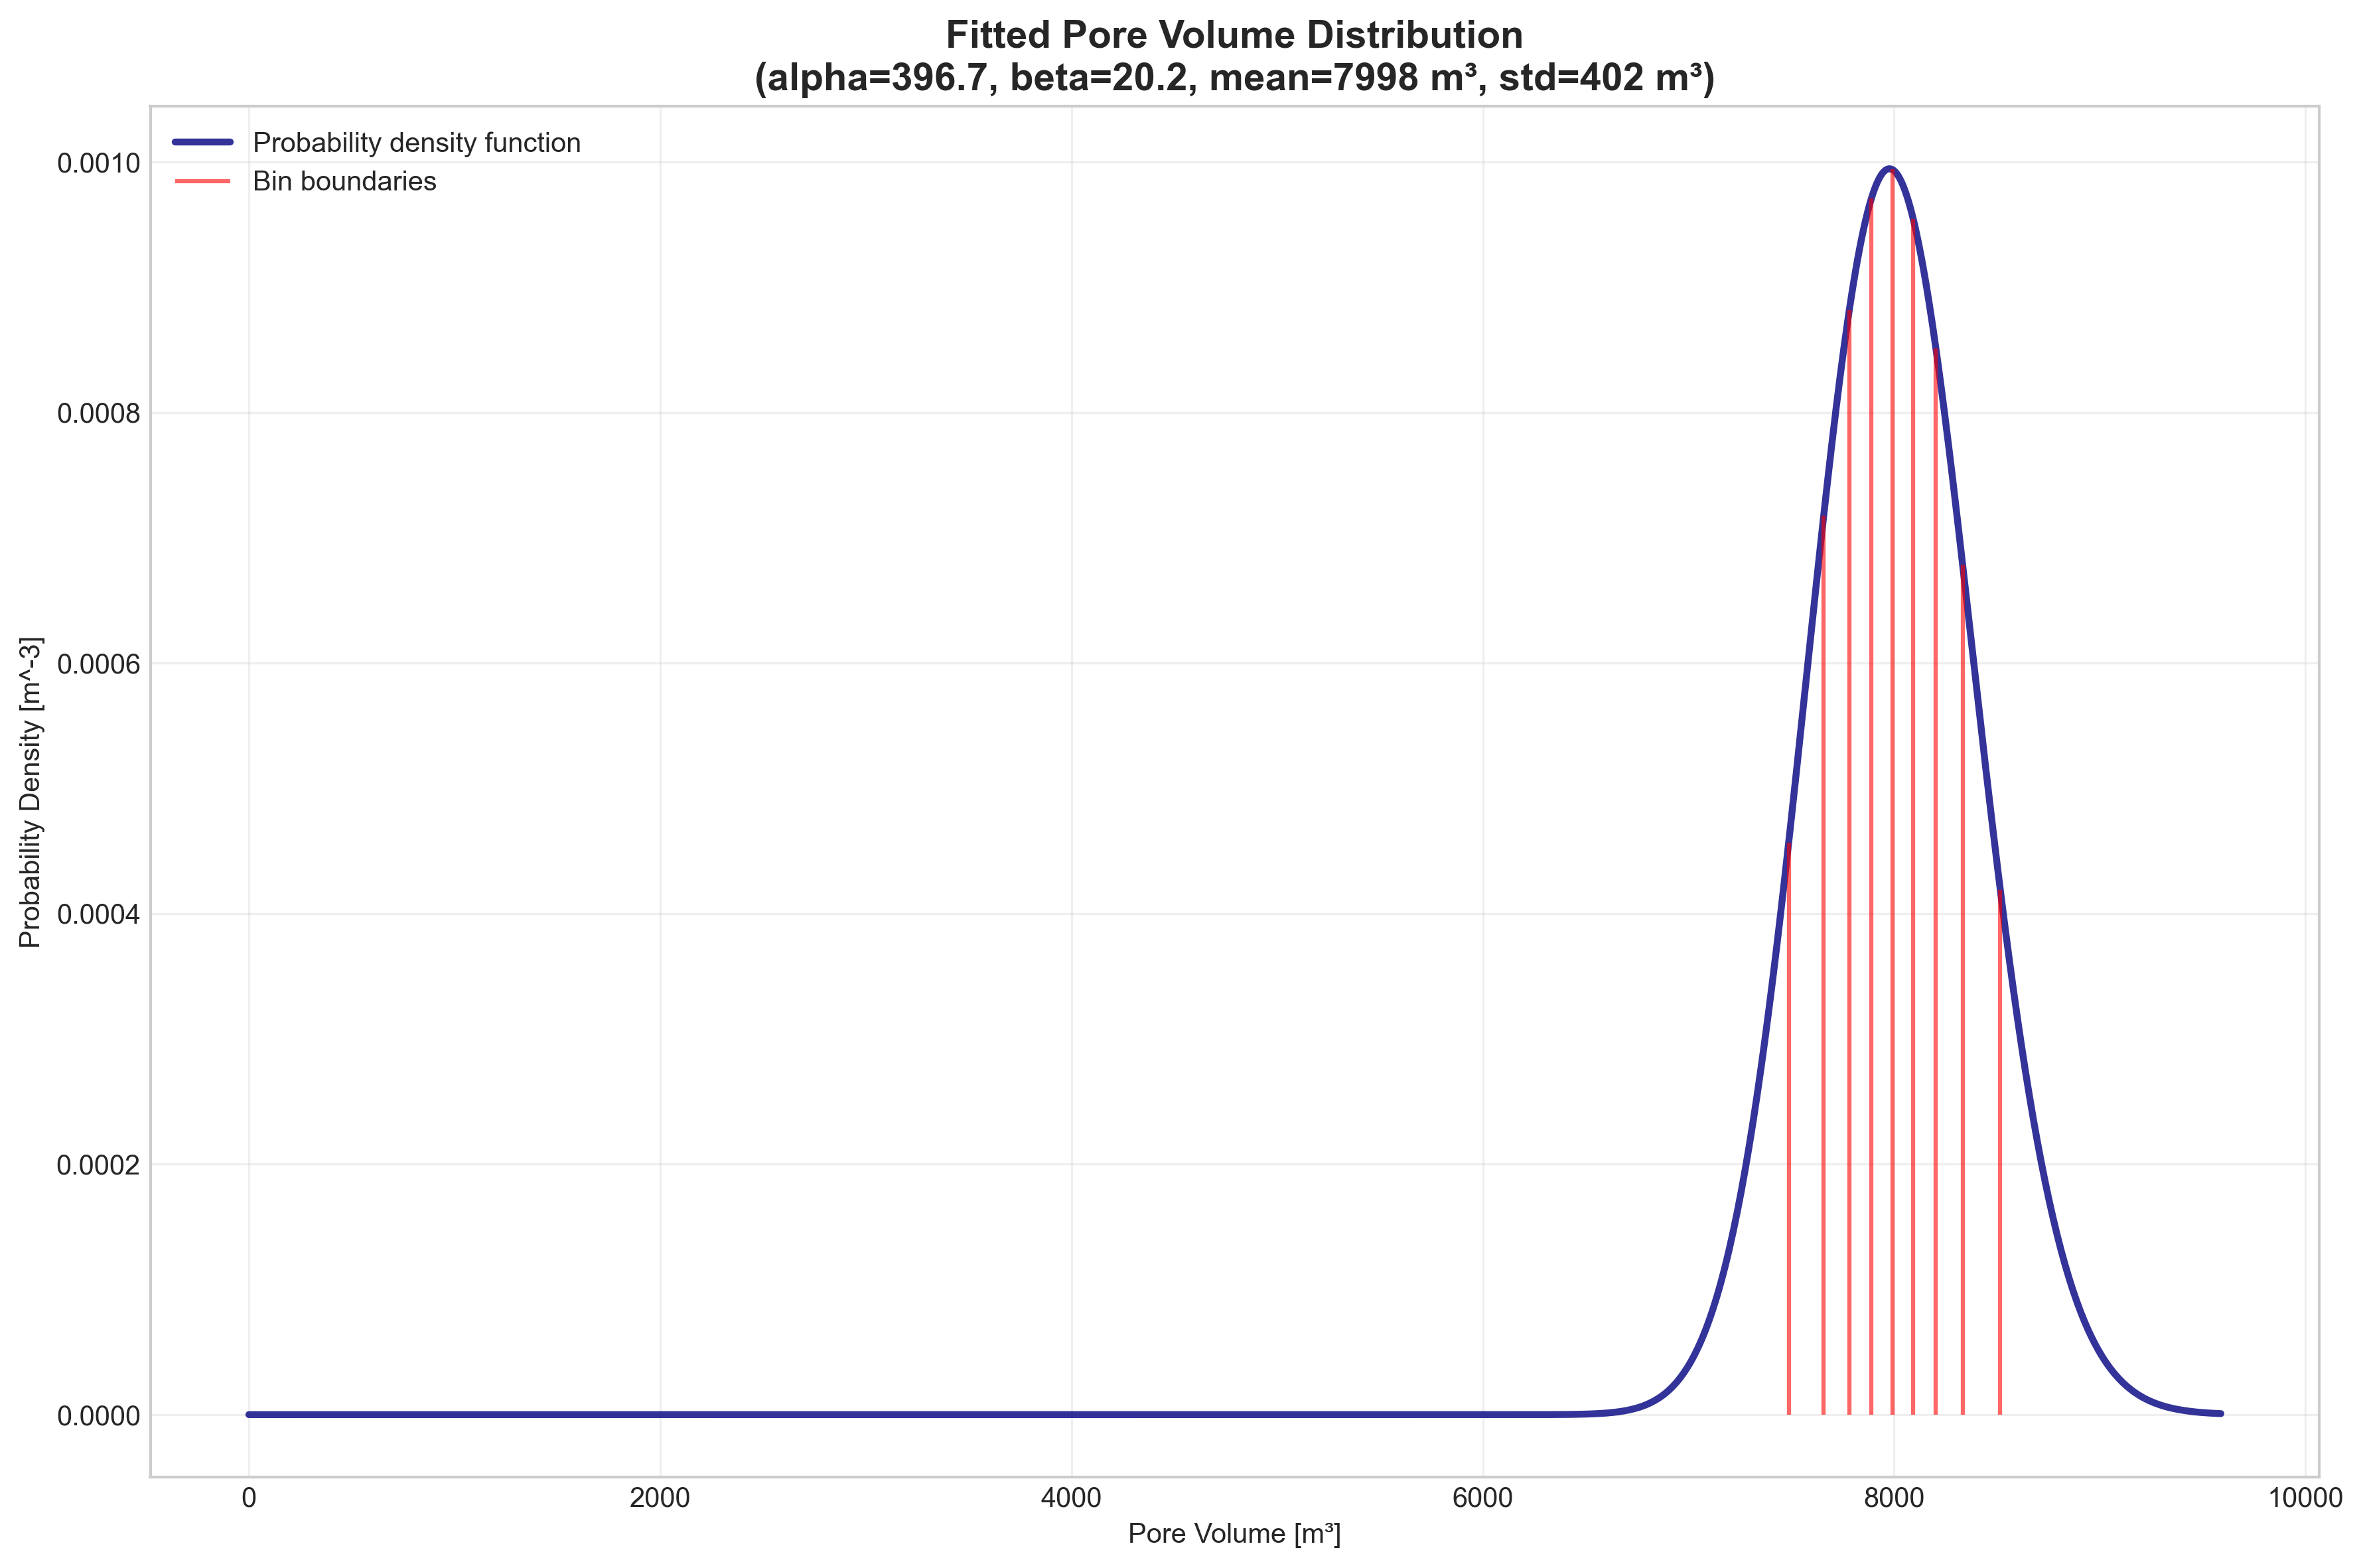 Fitted Pore Volume Distribution
(alpha=396.7, beta=20.2, mean=7998 m³, std=402 m³)
Probability density function
Bin boundaries
0.0010
0.0008
0.0006
0.0004
0.0002
0.0000
Probability Density [m^-3]
0
2000
4000
6000
8000
10000
Pore Volume [m³]